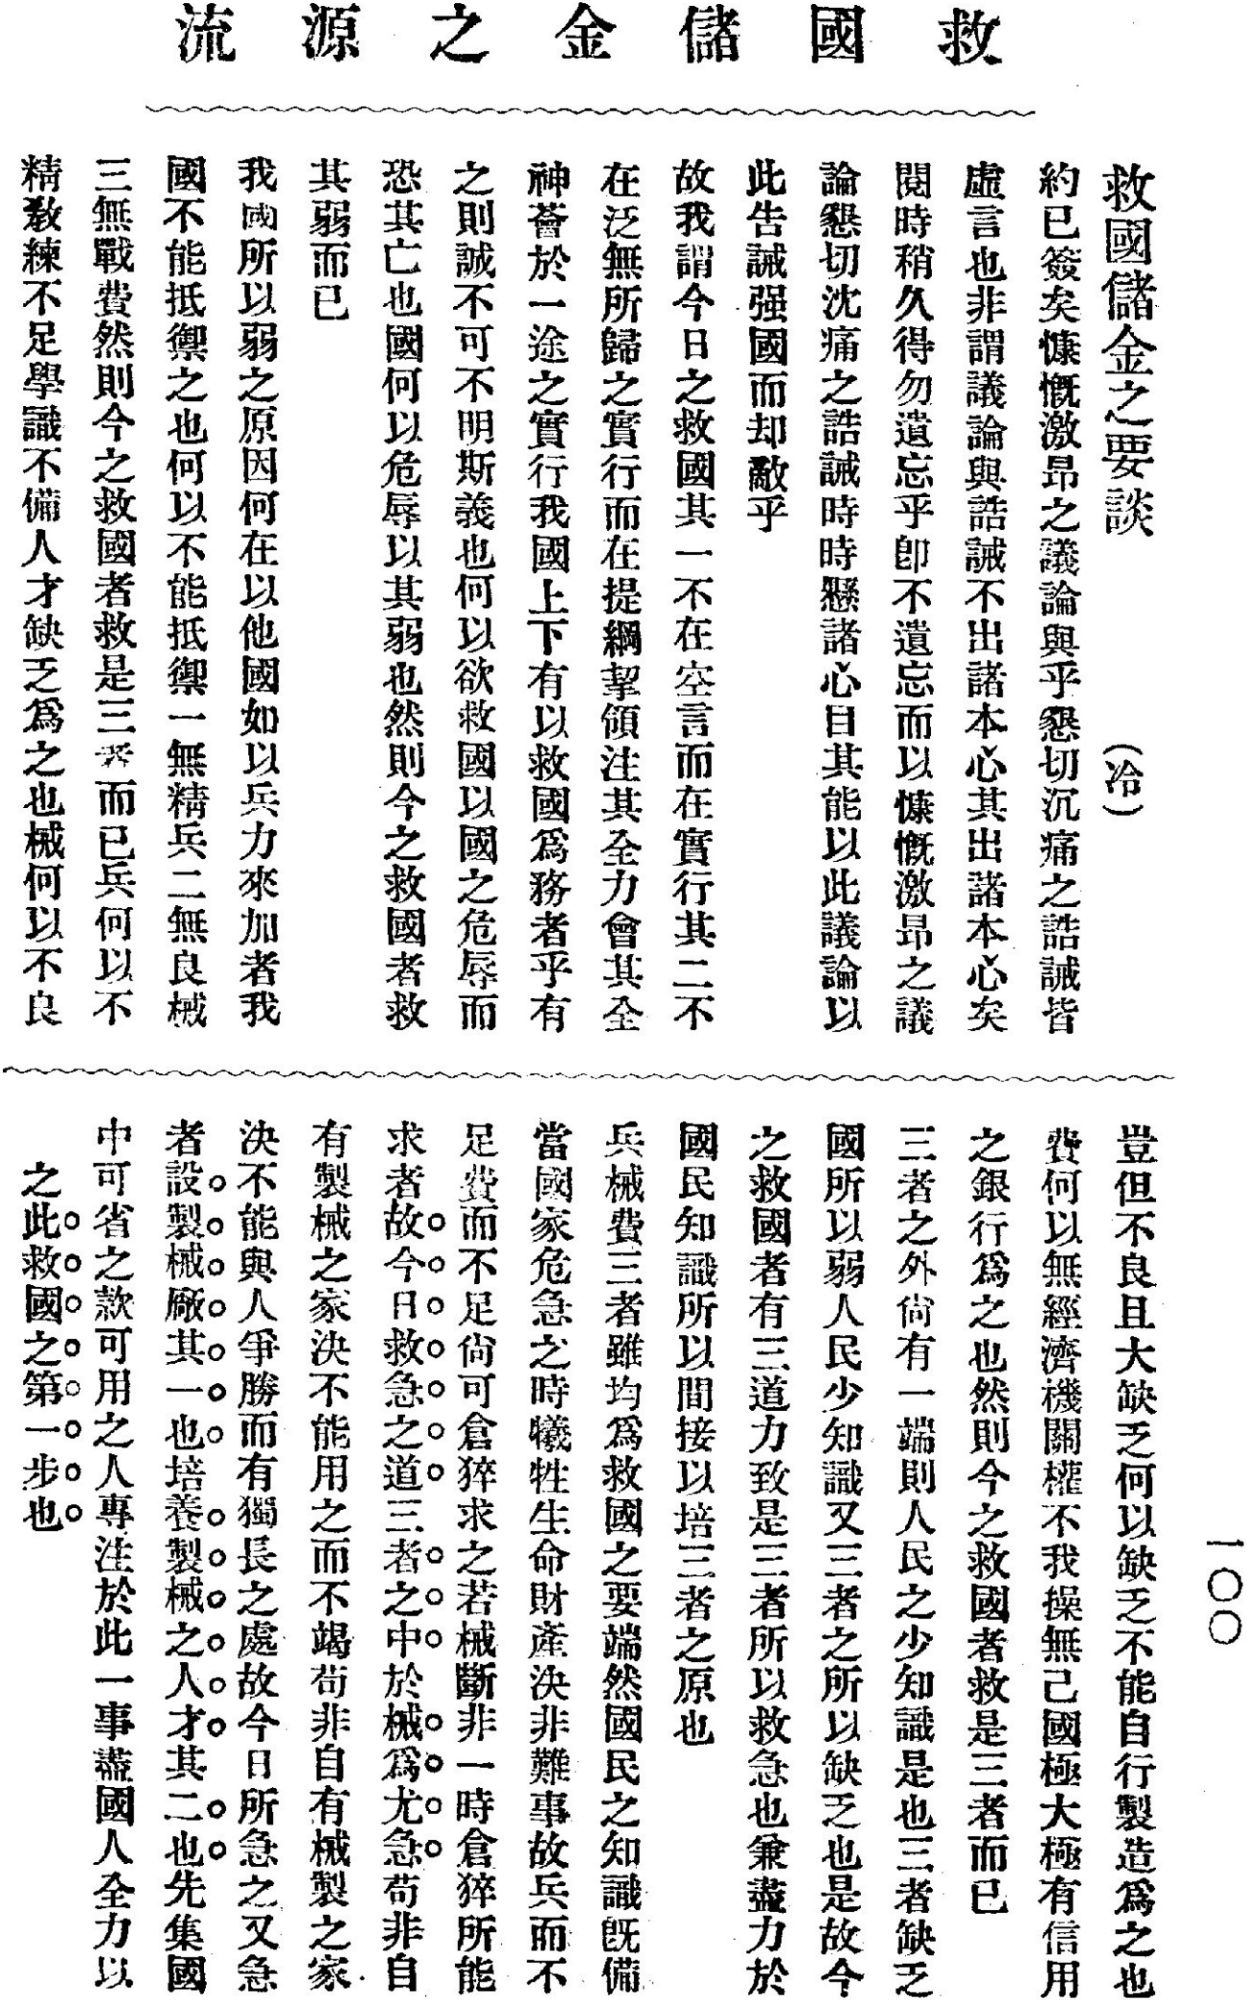 救國儲金之源流
救國儲金之要談　（冷）
約已簽矣慷慨激昂之議論與乎懇切沉痛之誥誡皆
虛言也非謂議論與誥誡不出諸本心其出諸本心矣
閱時稍久得勿遺忘乎卽不遺忘而以慷慨激昂之議
論懇切沈痛之誥誡時時懸諸心目其能以此議論以
此告誡强國而却敵乎
故我謂今日之救國其一不在空言而在實行其二不
在泛無所歸之實行而在提綱挈領注其全力會其全
神薈於一途之實行我國上下有以救國爲務者乎有
之則誠不可不明斯義也何以欲救國以國之危辱而
恐其亡也國何以危辱以其弱也然則今之救國者救
其弱而已
我國所以弱之原因何在以他國如以兵力來加者我
國不能抵禦之也何以不能抵禦一無精兵二無良械
三無戰費然則今之救國者救是三者而已兵何以不
精敎練不足學識不備人才缺乏爲之也械何以不良
豈但不良且大缺乏何以缺乏不能自行製造爲之也
費何以無經濟機關權不我操無己國極大極有信用
之銀行爲之也然則今之救國者救是三者而已
三者之外尙有一端則人民之少知識是也三者缺乏
國所以弱人民少知識又三者之所以缺乏也是故今
之救國者有三道力致是三者所以救急也兼盡力於
國民知識所以間接以培三者之原也
兵械費三者雖均爲救國之要端然國民之知識旣備
當國家危急之時犧牲生命財產決非難事故兵而不
足費而不足尙可倉猝求之若械斷非一時倉猝所能
求者故今日救急之道三者之中於械爲尤急苟非自
有製械之家決不能用之而不竭苟非自有械製之家
決不能與人爭勝而有獨長之處故今日所急之又急
者設製械廠其一也培養製械之人才其二也先集國
中可省之款可用之人專注於此一事盡國人全力以
之此救國之第一步也
一〇〇